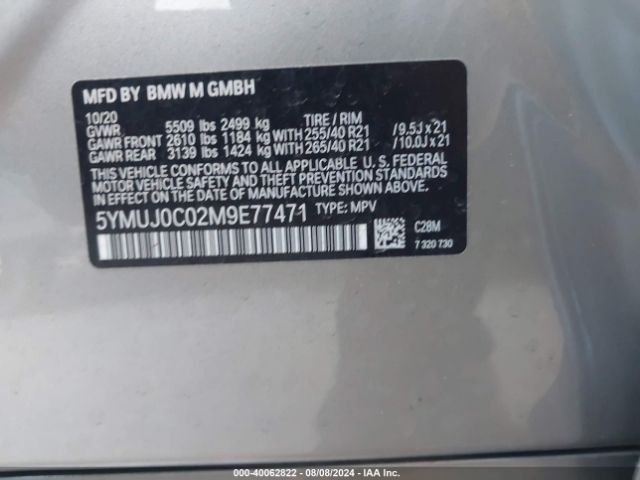 MFD BY BMW M GMBH
10/20
GVWR 5509 lbs 2499 kg TIRE / RIM
GAWR FRONT 2610 lbs 1184 kg WITH 255/40 R21 / 9.5J x 21
GAWR REAR 3139 lbs 1424 kg WITH 265/40 R21 / 10.0J x 21
THIS VEHICLE CONFORMS TO ALL APPLICABLE U. S. FEDERAL
MOTOR VEHICLE SAFETY AND THEFT PREVENTION STANDARDS
IN EFFECT ON THE DATE OF MANUFACTURE SHOWN ABOVE.
5YMUJ0C02M9E77471 TYPE: MPV
C28M
7 320 730
000-40062822 - 08/08/2024 - IAA Inc.